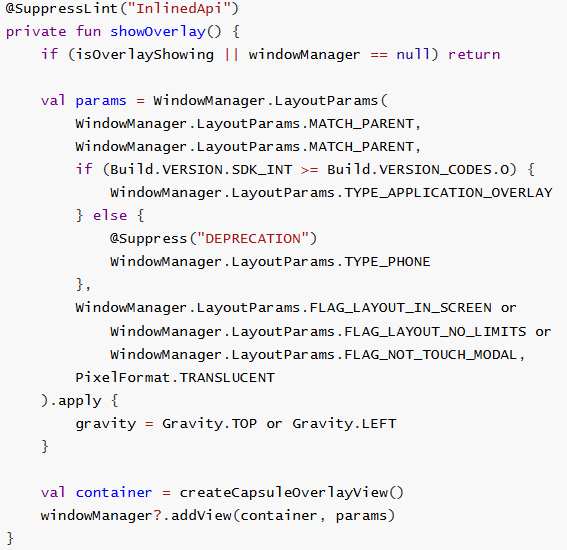 @SuppressLint("InlinedApi")
private fun showOverlay() {
    if (isOverlayShowing || windowManager == null) return

    val params = WindowManager.LayoutParams(
        WindowManager.LayoutParams.MATCH_PARENT,
        WindowManager.LayoutParams.MATCH_PARENT,
        if (Build.VERSION.SDK_INT >= Build.VERSION_CODES.O) {
            WindowManager.LayoutParams.TYPE_APPLICATION_OVERLAY
        } else {
            @Suppress("DEPRECATION")
            WindowManager.LayoutParams.TYPE_PHONE
        },
        WindowManager.LayoutParams.FLAG_LAYOUT_IN_SCREEN or
            WindowManager.LayoutParams.FLAG_LAYOUT_NO_LIMITS or
            WindowManager.LayoutParams.FLAG_NOT_TOUCH_MODAL,
        PixelFormat.TRANSLUCENT
    ).apply {
        gravity = Gravity.TOP or Gravity.LEFT
    }

    val container = createCapsuleOverlayView()
    windowManager?.addView(container, params)
}